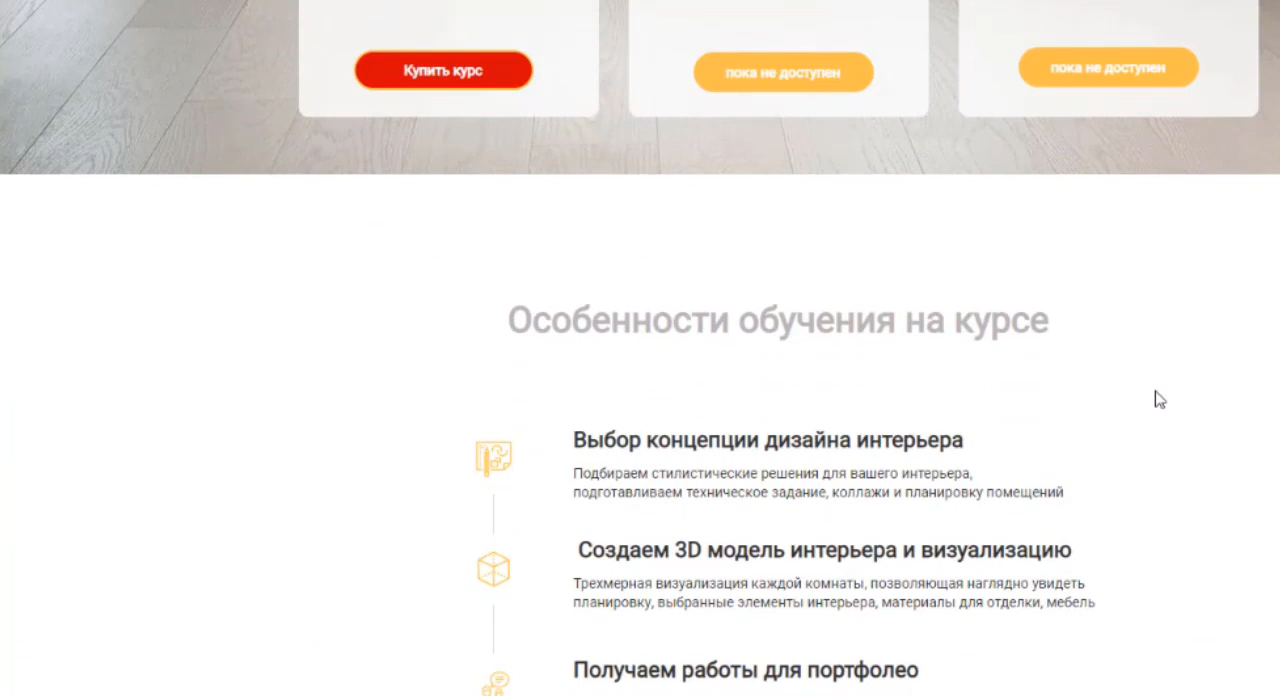 Купить курс
пока не доступен
пока не доступен
Особенности обучения на курсе
Выбор концепции дизайна интерьера
Подбираем стилистические решения для вашего интерьера,
подготавливаем техническое задание, коллажи и планировку помещений
Создаем 3D модель интерьера и визуализацию
Трехмерная визуализация каждой комнаты, позволяющая наглядно увидеть
планировку, выбранные элементы интерьера, материалы для отделки, мебель
Получаем работы для портфолео